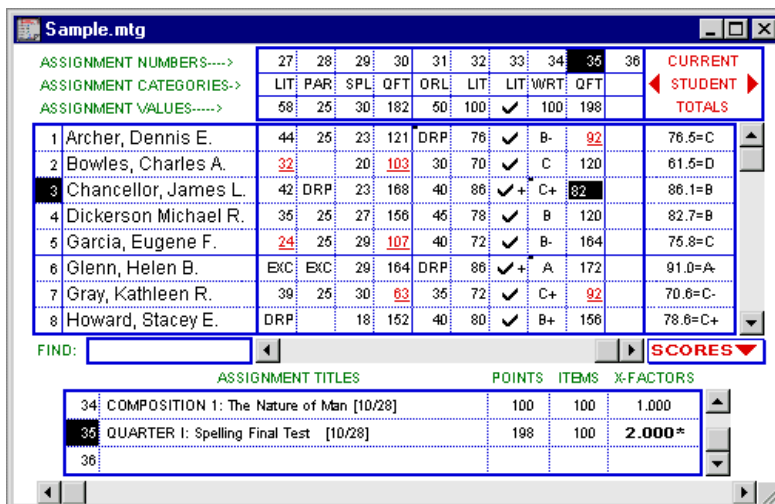 Sample.mtg
ASSIGNMENT NUMBERS----> 27 28 29 30 31 32 33 34 35 36 CURRENT
ASSIGNMENT CATEGORIES-> LIT PAR SPL QFT ORL LIT LIT WRT QFT STUDENT
ASSIGNMENT VALUES-----> 58 25 30 182 50 100 ✓ 100 198 TOTALS
1 Archer, Dennis E. 44 25 23 121 DRP 76 ✓ B- 92 76.5=C
2 Bowles, Charles A. 32 20 103 30 70 ✓ C 120 61.5=D
3 Chancellor, James L. 42 DRP 23 168 40 86 ✓+ C+ 82 86.1=B
4 Dickerson Michael R. 35 25 27 156 45 78 ✓ B 120 82.7=B
5 Garcia, Eugene F. 24 25 29 107 40 72 ✓ B- 164 75.8=C
6 Glenn, Helen B. EXC EXC 29 164 DRP 86 ✓+ A 172 91.0=A-
7 Gray, Kathleen R. 39 25 30 63 35 72 ✓ C+ 92 70.6=C-
8 Howard, Stacey E. DRP 18 152 40 80 ✓ B+ 156 78.6=C+
FIND: SCORES
ASSIGNMENT TITLES POINTS ITEMS X-FACTORS
34 COMPOSITION 1: The Nature of Man [10/28] 100 100 1.000
35 QUARTER I: Spelling Final Test [10/28] 198 100 2.000*
36